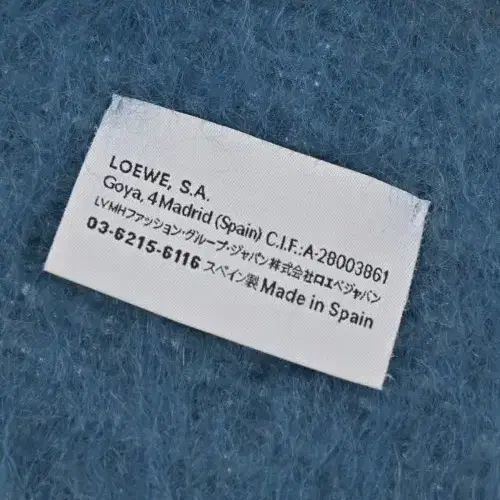 LOEWE, S.A.
Goya, 4 Madrid (Spain) C.I.F.:A-28003861
LVMHファッション・グループ・ジャパン株式会社ロエベジャパン
03-6215-6116 スペイン製 Made in Spain